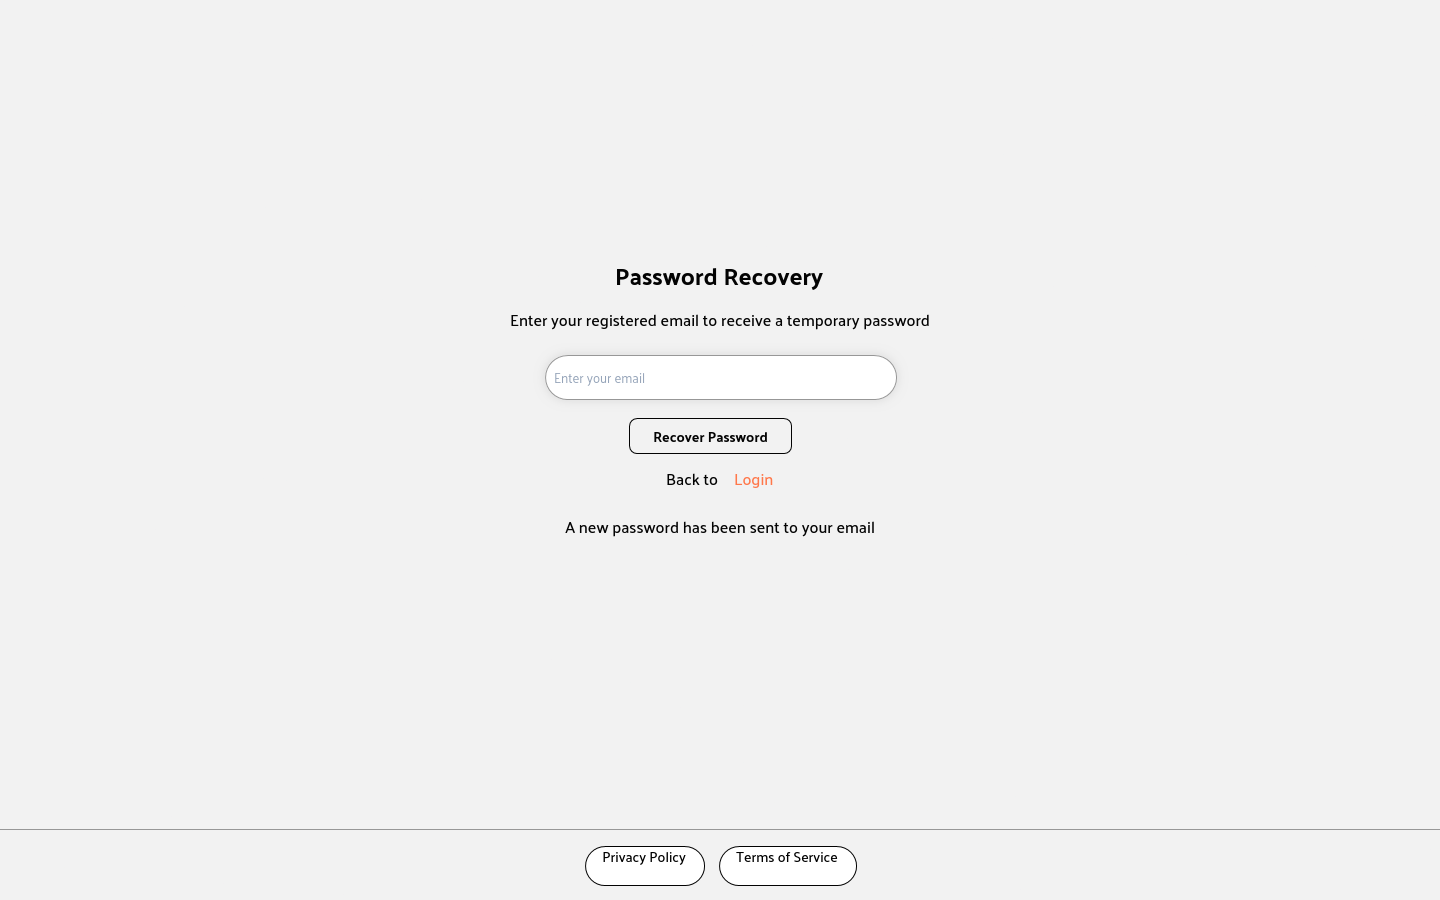 Password Recovery
Enter your registered email to receive a temporary password
Enter your email
Recover Password
Back to Login
A new password has been sent to your email
Privacy Policy Terms of Service